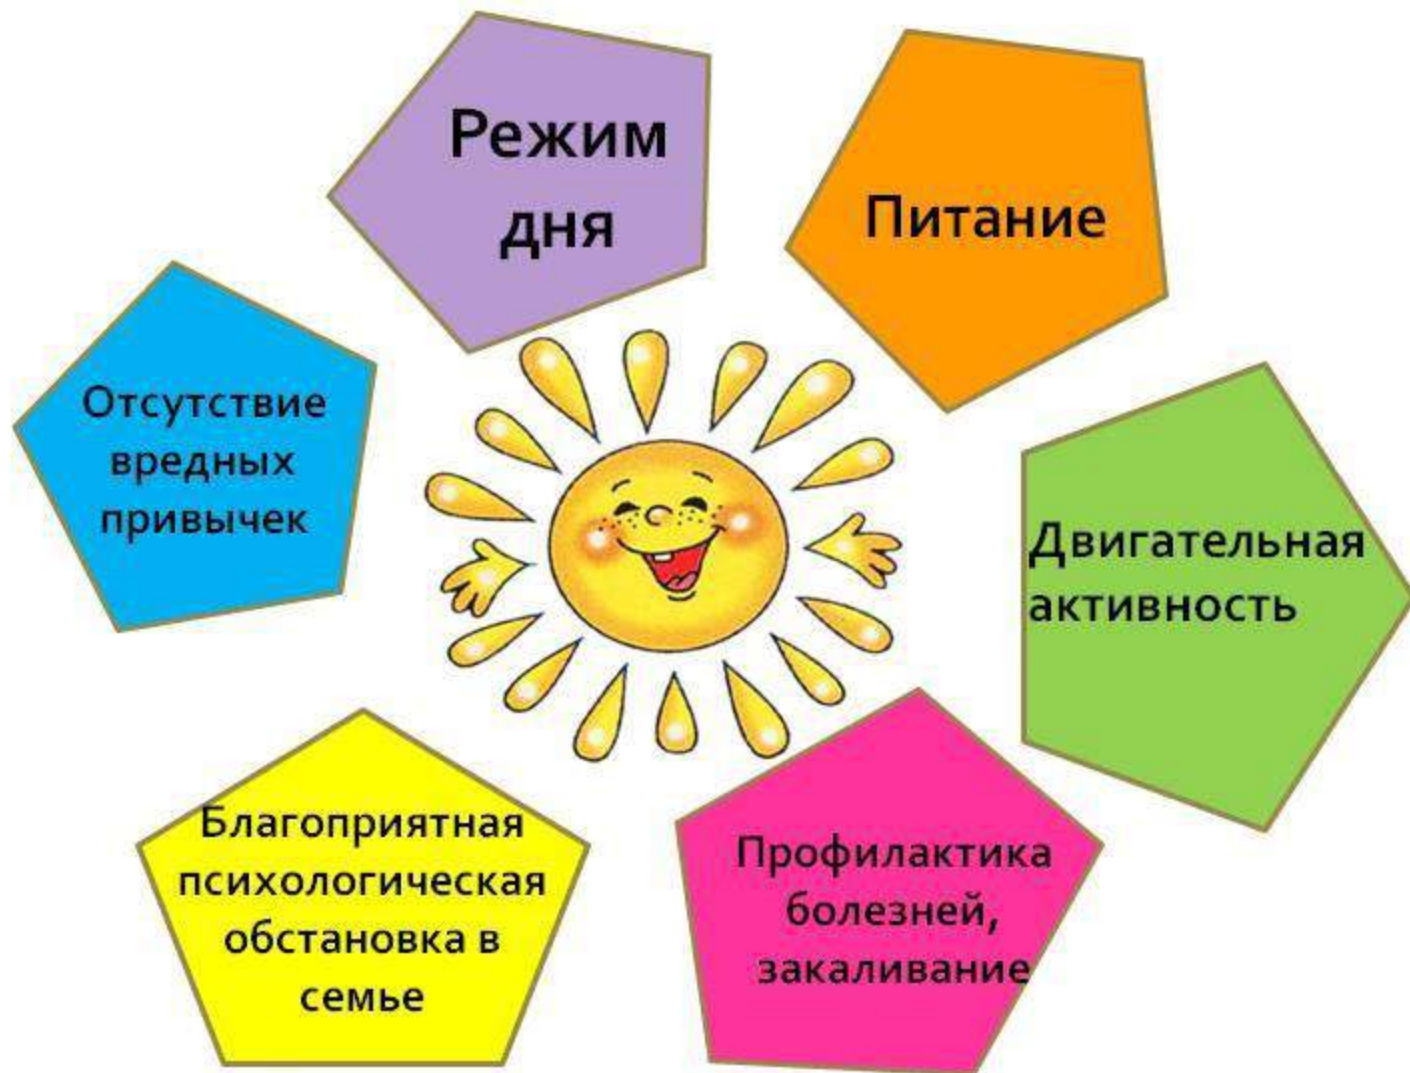 Режим
дня
Питание
Отсутствие
вредных
привычек
Двигательная
активность
Благоприятная
психологическая
обстановка в
семье
Профилактика
болезней,
закаливание